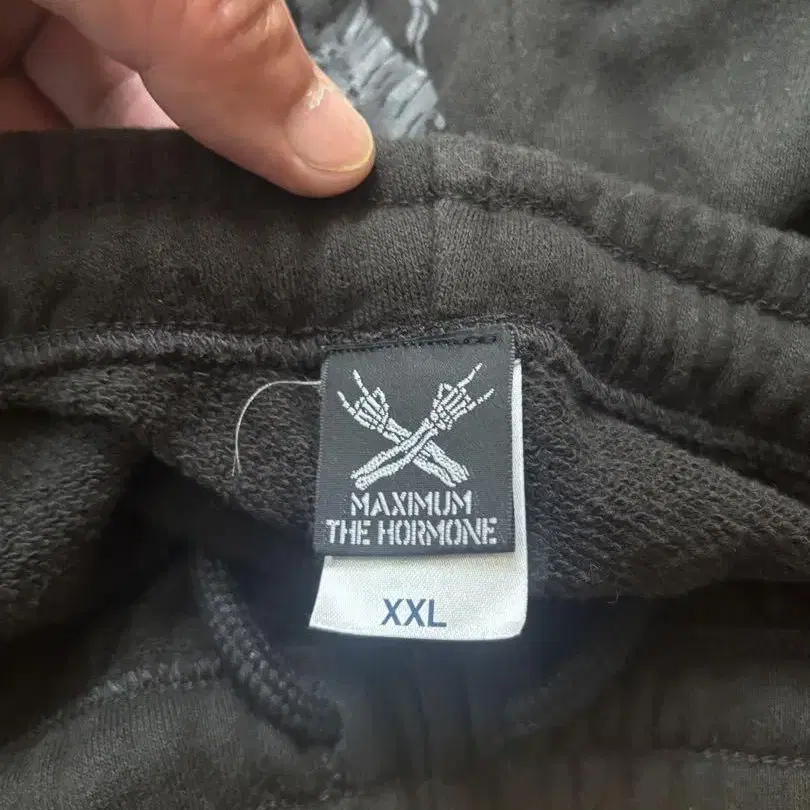 MAXIMUM
THE HORMONE
XXL